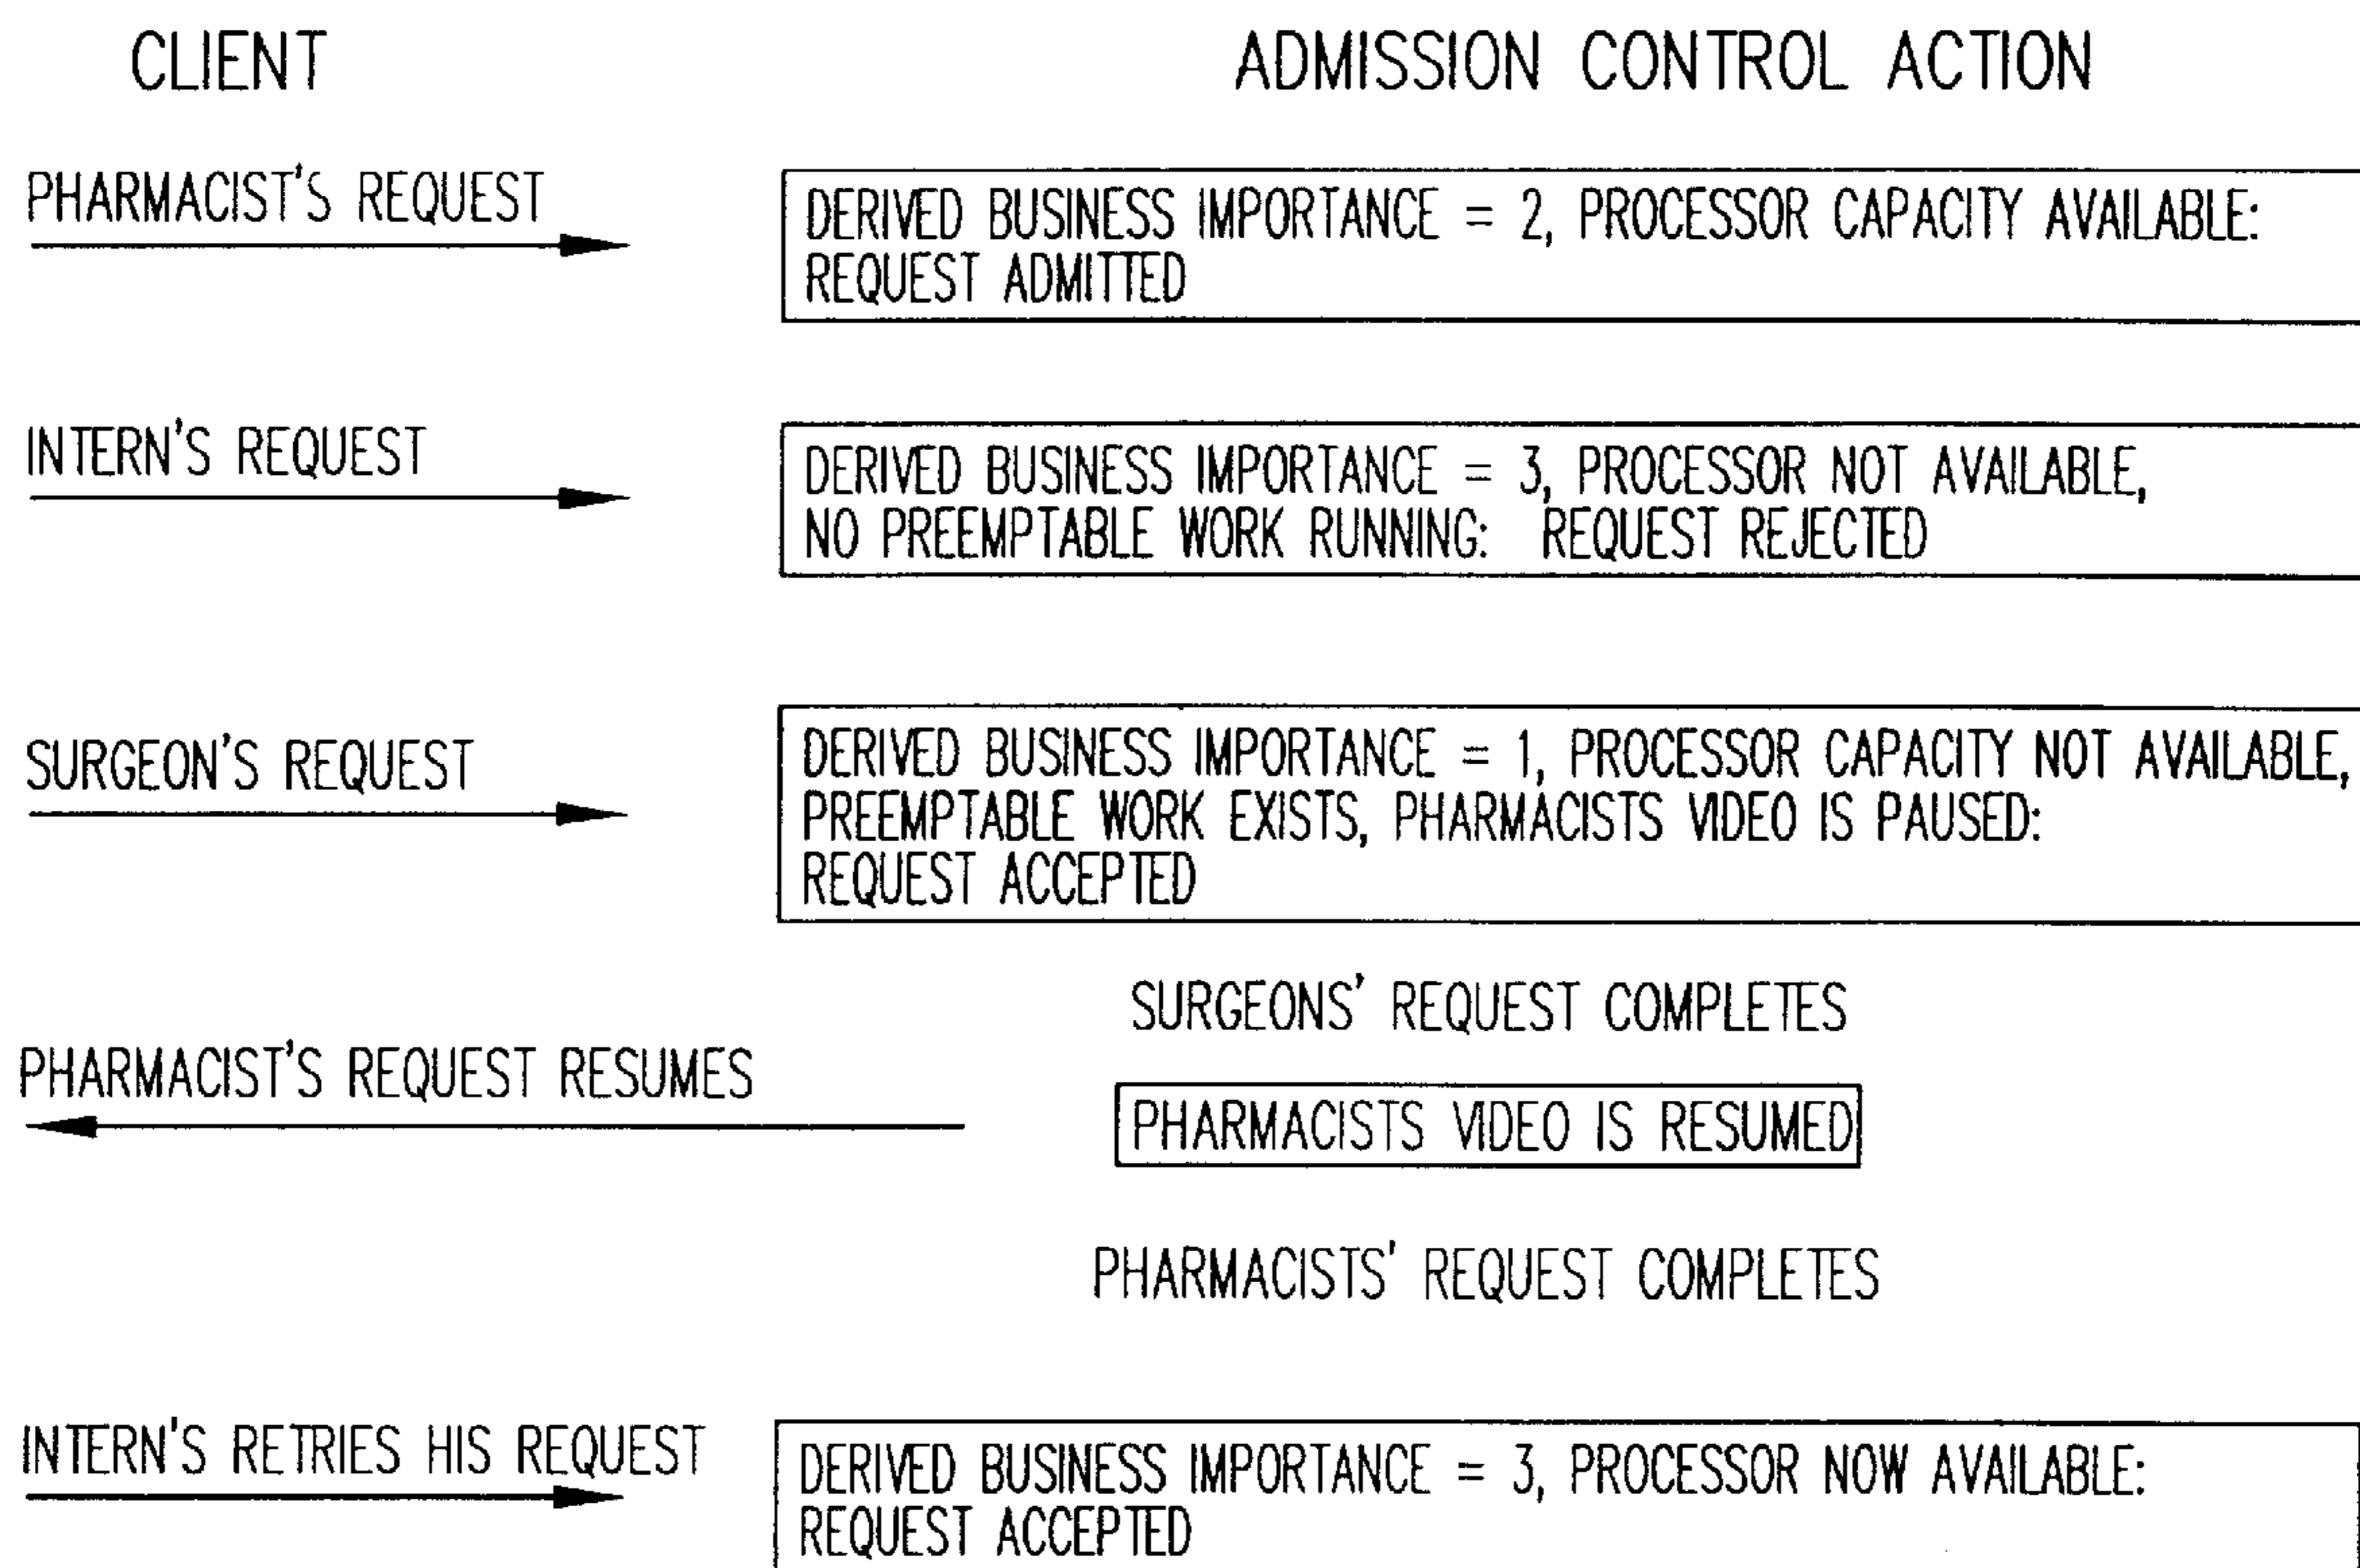 CLIENT
ADMISSION CONTROL ACTION
PHARMACIST'S REQUEST
DERIVED BUSINESS IMPORTANCE = 2, PROCESSOR CAPACITY AVAILABLE:
REQUEST ADMITTED
INTERN'S REQUEST
DERIVED BUSINESS IMPORTANCE = 3, PROCESSOR NOT AVAILABLE,
NO PREEMPTABLE WORK RUNNING: REQUEST REJECTED
SURGEON'S REQUEST
DERIVED BUSINESS IMPORTANCE = 1, PROCESSOR CAPACITY NOT AVAILABLE,
PREEMPTABLE WORK EXISTS, PHARMACISTS VIDEO IS PAUSED:
REQUEST ACCEPTED
SURGEONS' REQUEST COMPLETES
PHARMACIST'S REQUEST RESUMES
PHARMACISTS VIDEO IS RESUMED
PHARMACISTS' REQUEST COMPLETES
INTERN'S RETRIES HIS REQUEST
DERIVED BUSINESS IMPORTANCE = 3, PROCESSOR NOW AVAILABLE:
REQUEST ACCEPTED